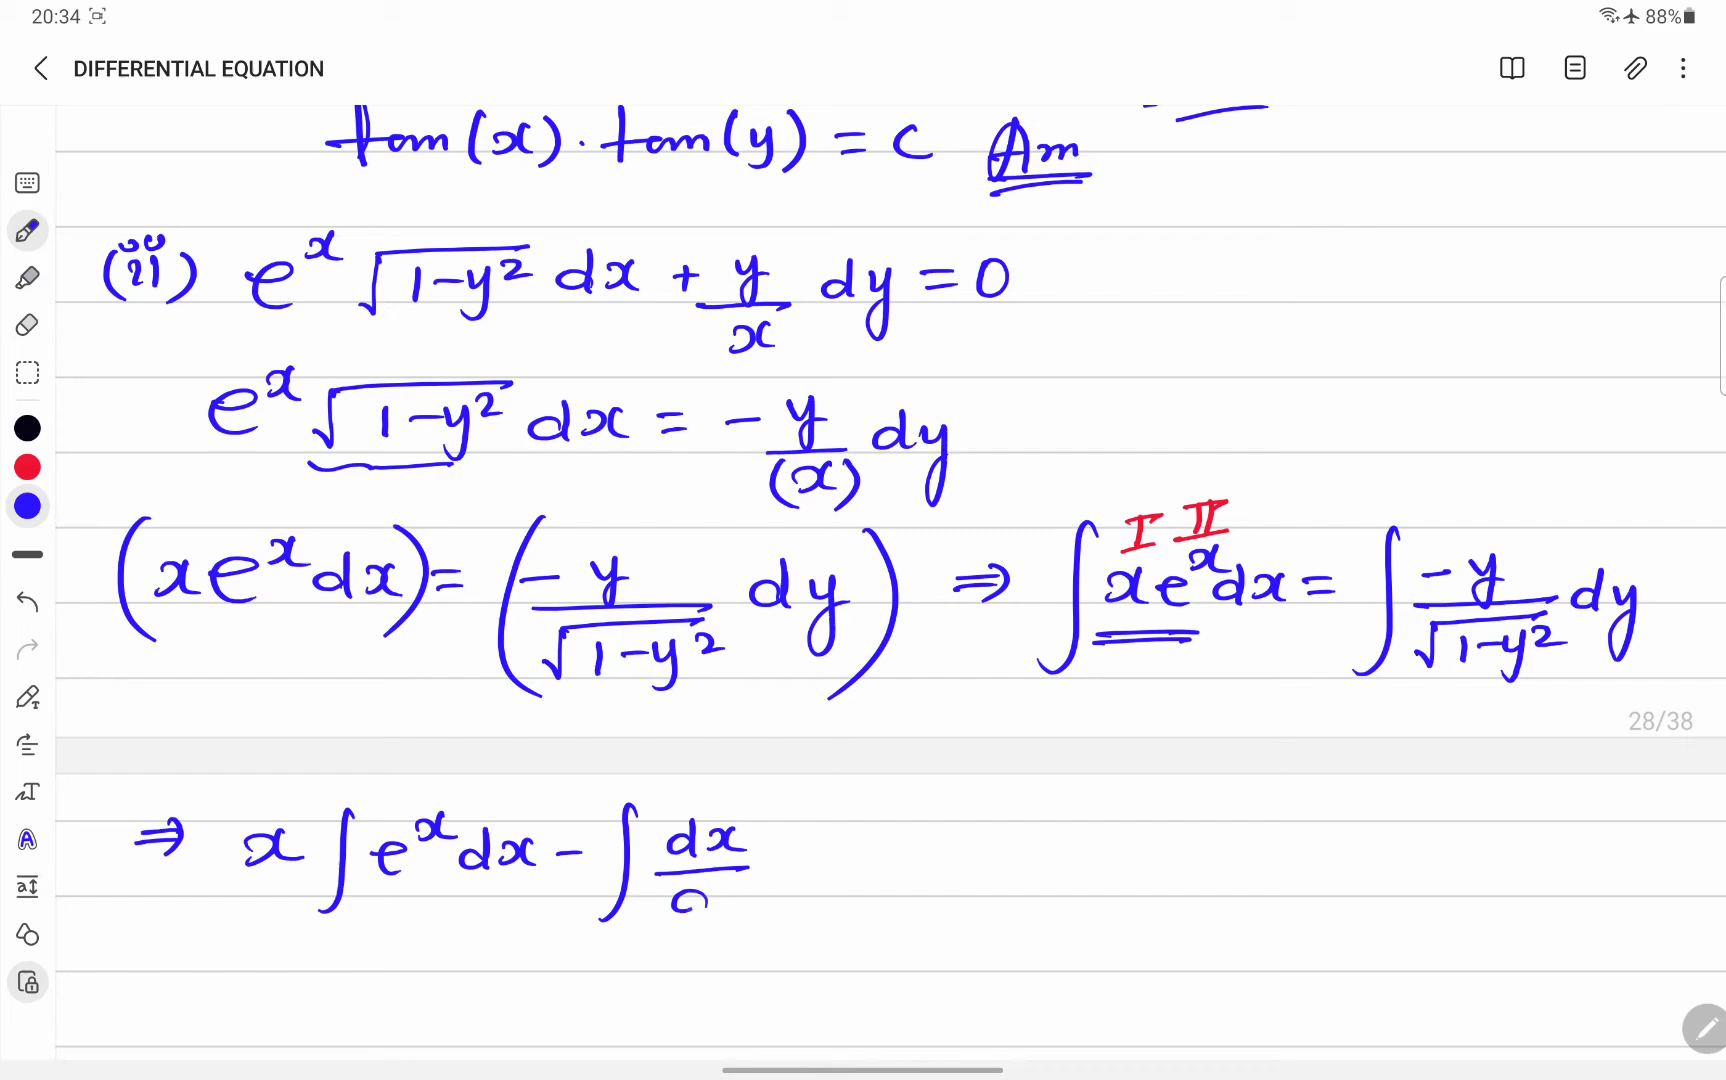 20:34 88%
DIFFERENTIAL EQUATION
tan(x) · tan(y) = c Ans
(iii) e^x √(1-y²) dx + y/x dy = 0
e^x √(1-y²) dx = - y/(x) dy
I II
(x e^x dx) = (-y/√(1-y²) dy) ⇒ ∫ x e^x dx = ∫ -y/√(1-y²) dy
28/38
⇒ x ∫ e^x dx - ∫ dx/